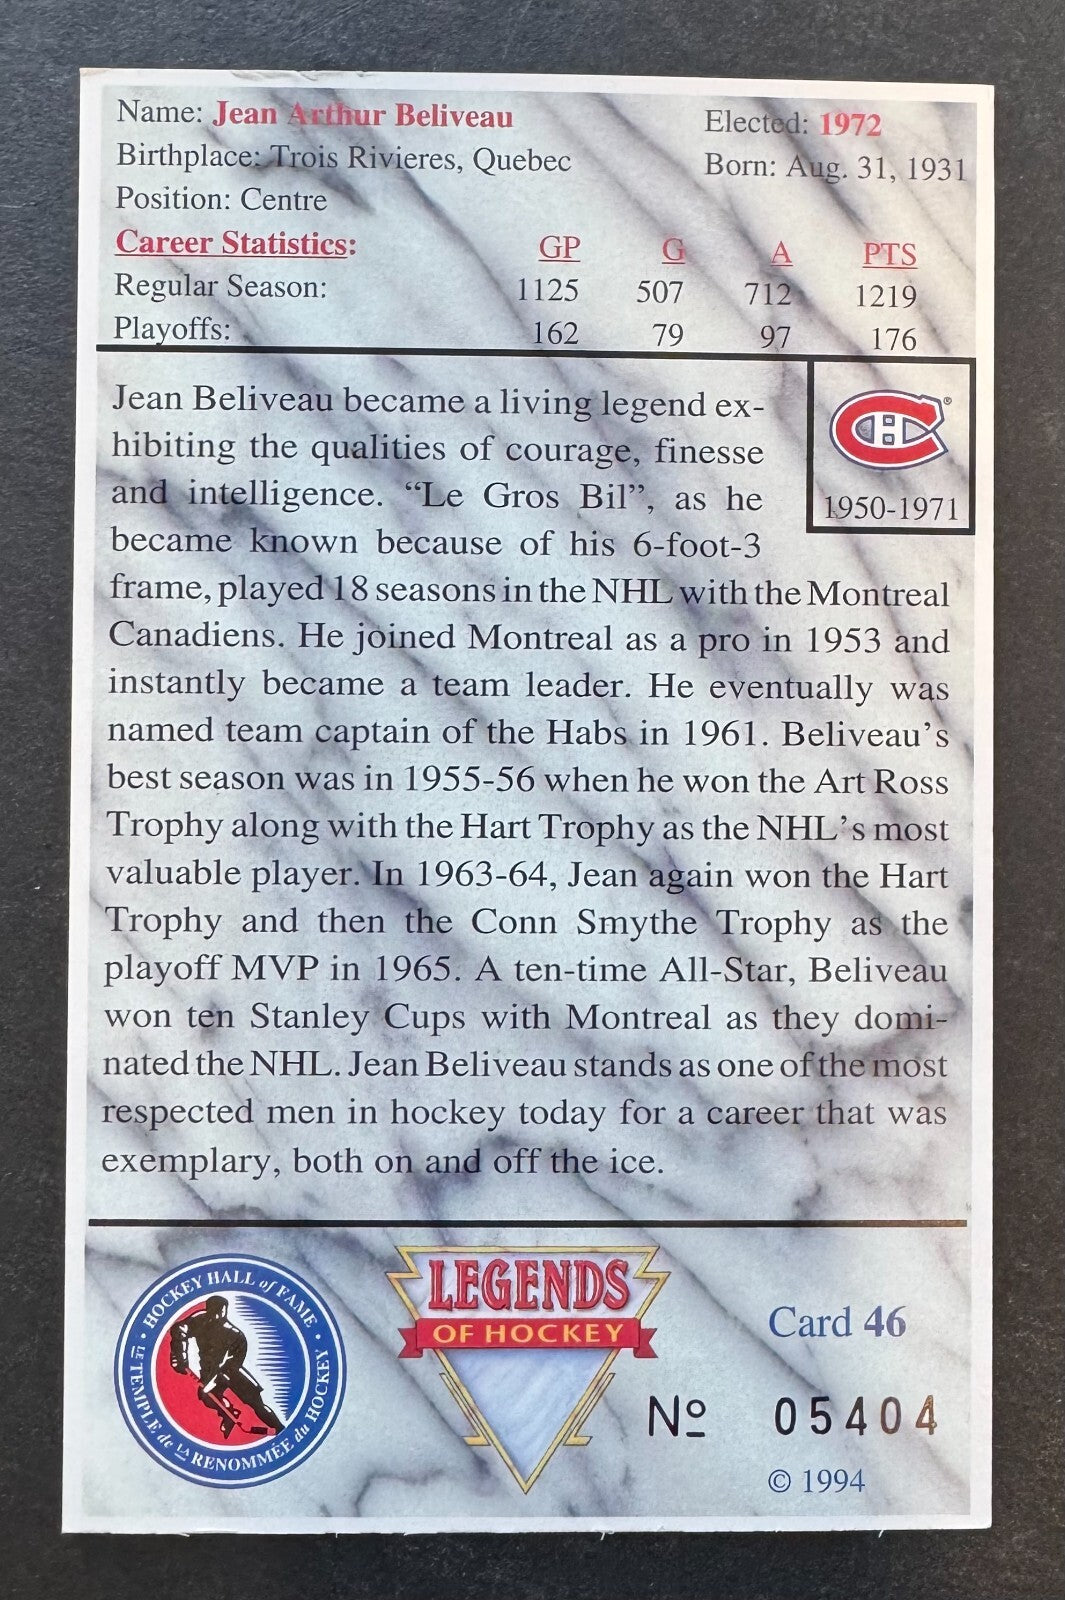 Name: Jean Arthur Beliveau Elected: 1972
Birthplace: Trois Rivieres, Quebec Born: Aug. 31, 1931
Position: Centre
Career Statistics: GP G A PTS
Regular Season: 1125 507 712 1219
Playoffs: 162 79 97 176
Jean Beliveau became a living legend ex-
hibiting the qualities of courage, finesse
and intelligence. “Le Gros Bil”, as he
became known because of his 6-foot-3
frame, played 18 seasons in the NHL with the Montreal
Canadiens. He joined Montreal as a pro in 1953 and
instantly became a team leader. He eventually was
named team captain of the Habs in 1961. Beliveau's
best season was in 1955-56 when he won the Art Ross
Trophy along with the Hart Trophy as the NHL's most
valuable player. In 1963-64, Jean again won the Hart
Trophy and then the Conn Smythe Trophy as the
playoff MVP in 1965. A ten-time All-Star, Beliveau
won ten Stanley Cups with Montreal as they domi-
nated the NHL. Jean Beliveau stands as one of the most
respected men in hockey today for a career that was
exemplary, both on and off the ice.
CH®
1950-1971
• HOCKEY HALL of FAME •
LE TEMPLE de LA RENOMMÉE du HOCKEY
LEGENDS
OF HOCKEY
Card 46
Nº 05404
© 1994